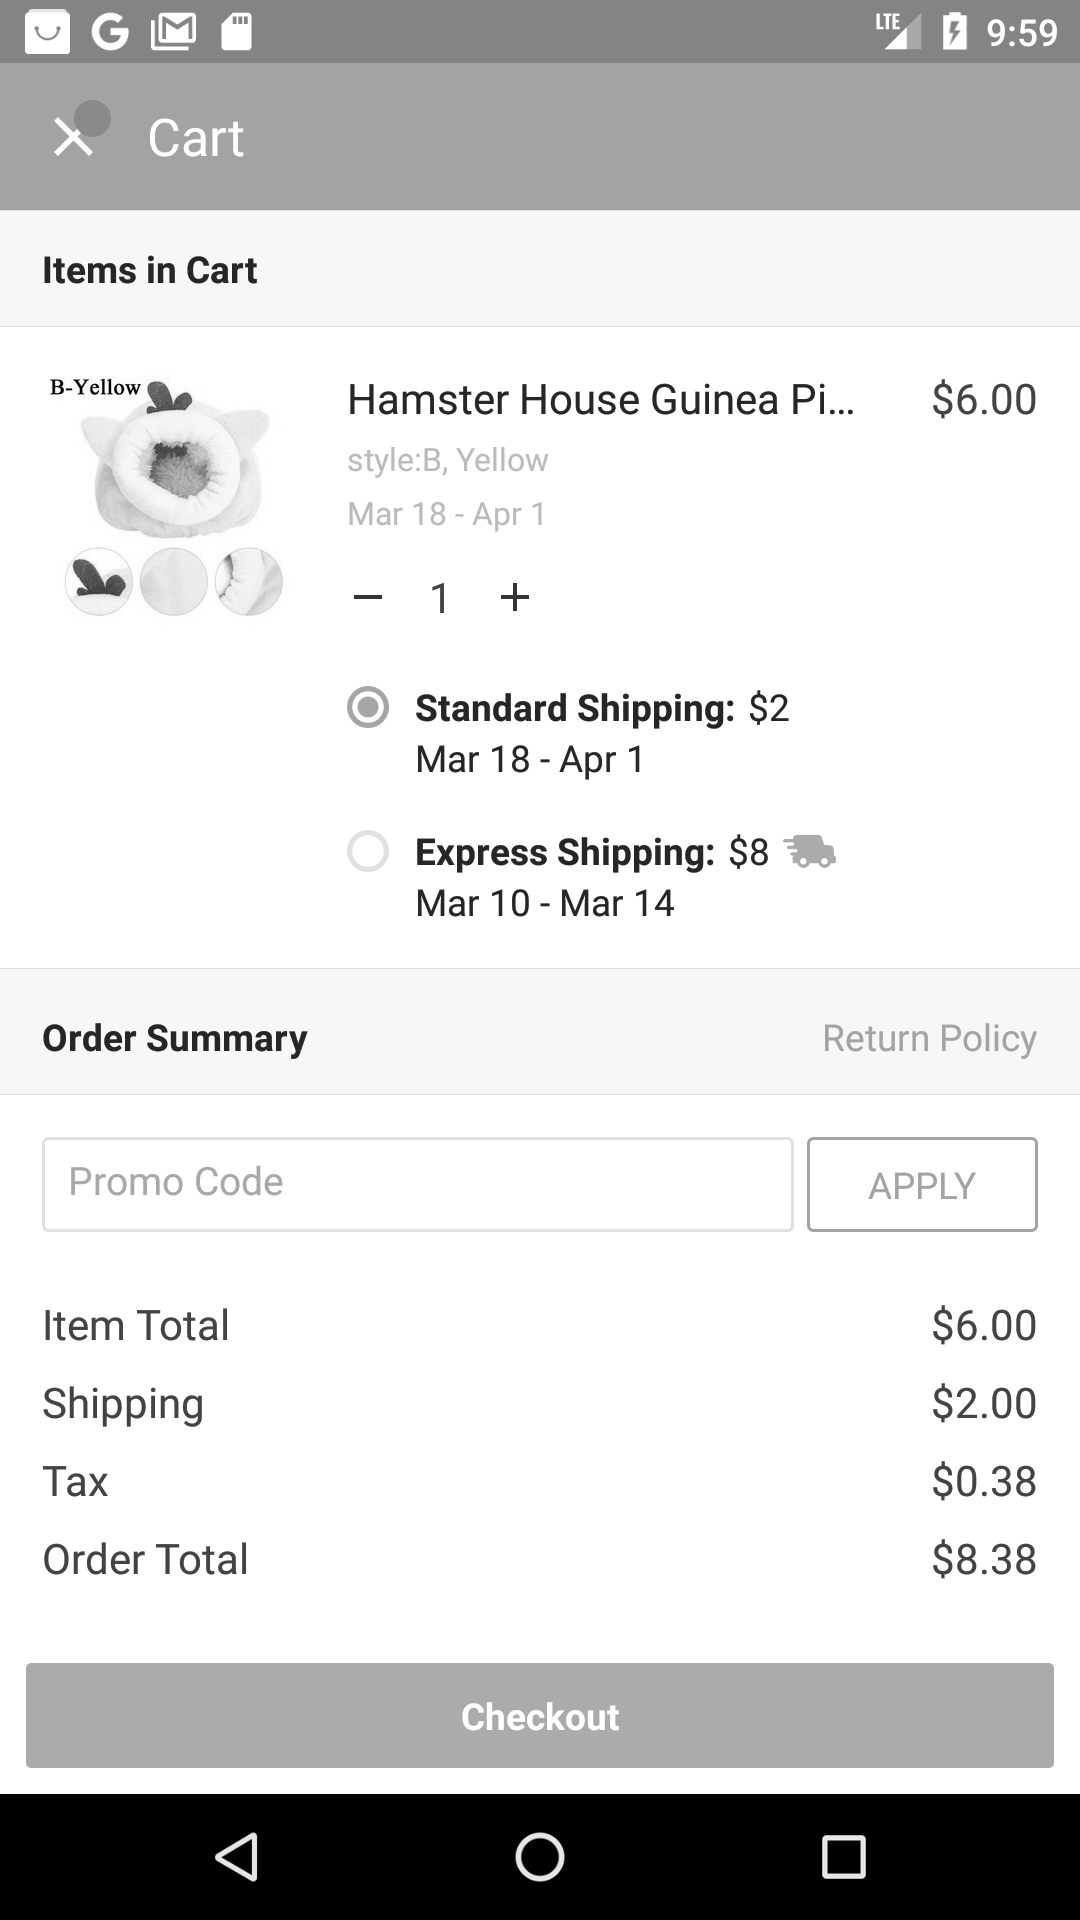 LTE 9:59
Cart
Items in Cart
B-Yellow
Hamster House Guinea Pi... $6.00
style:B, Yellow
Mar 18 - Apr 1
− 1 +
Standard Shipping: $2
Mar 18 - Apr 1
Express Shipping: $8
Mar 10 - Mar 14
Order Summary Return Policy
Promo Code APPLY
Item Total $6.00
Shipping $2.00
Tax $0.38
Order Total $8.38
Checkout